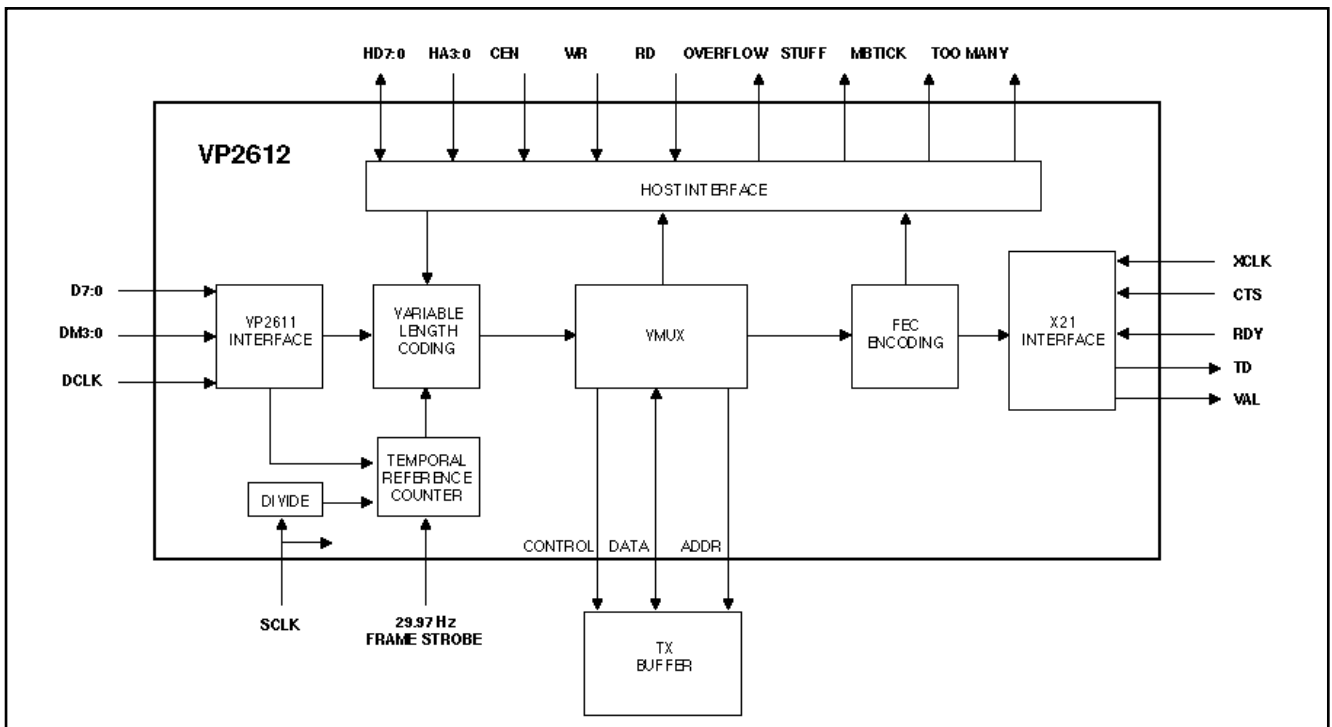 HD7:0 HA3:0 CEN WR RD OVERFLOW STUFF MBTICK TOO MANY
VP2612
HOST INTERFACE
D7:0
DM3:0
DCLK
VP2611
INTERFACE
VARIABLE
LENGTH
CODING
VMUX
FEC
ENCODING
X21
INTERFACE
XCLK
CTS
RDY
TD
VAL
TEMPORAL
REFERENCE
COUNTER
DIVIDE
CONTROL DATA ADDR
SCLK
29.97 Hz
FRAME STROBE
TX
BUFFER